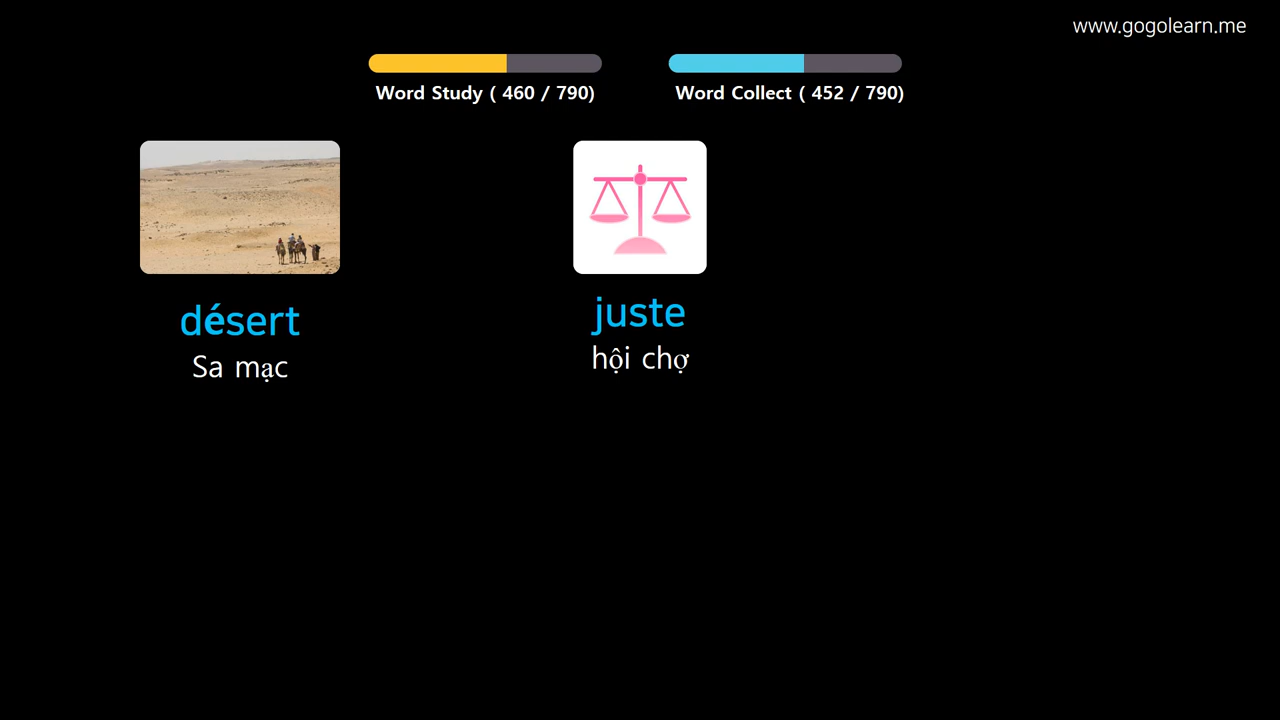 www.gogolearn.me
Word Study ( 460 / 790)
Word Collect ( 452 / 790)
désert
Sa mạc
juste
hội chợ